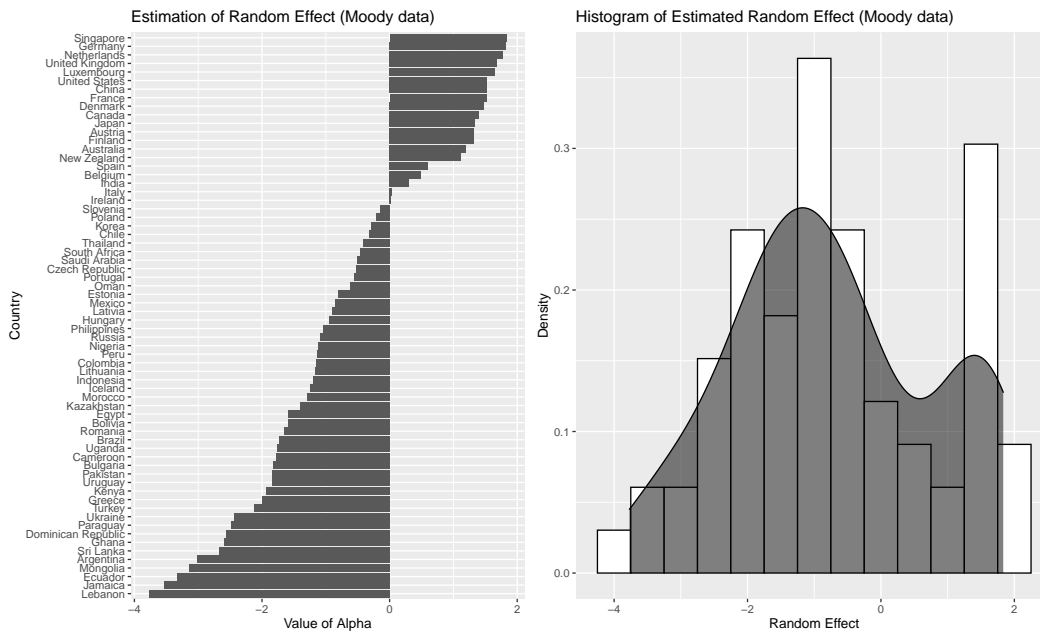 Estimation of Random Effect (Moody data)
Singapore
Germany
Netherlands
United Kingdom
Luxembourg
United States
China
France
Denmark
Canada
Japan
Austria
Finland
Australia
New Zealand
Spain
Belgium
India
Italy
Ireland
Slovenia
Poland
Korea
Chile
Thailand
South Africa
Saudi Arabia
Czech Republic
Portugal
Oman
Estonia
Mexico
Lativia
Hungary
Philippines
Russia
Nigeria
Peru
Colombia
Lithuania
Indonesia
Iceland
Morocco
Kazakhstan
Egypt
Bolivia
Romania
Brazil
Uganda
Cameroon
Bulgaria
Pakistan
Uruguay
Kenya
Greece
Turkey
Ukraine
Paraguay
Dominican Republic
Ghana
Sri Lanka
Argentina
Mongolia
Ecuador
Jamaica
Lebanon
Country
−4 −2 0 2
Value of Alpha
Histogram of Estimated Random Effect (Moody data)
0.3
0.2
0.1
0.0
Density
−4 −2 0 2
Random Effect